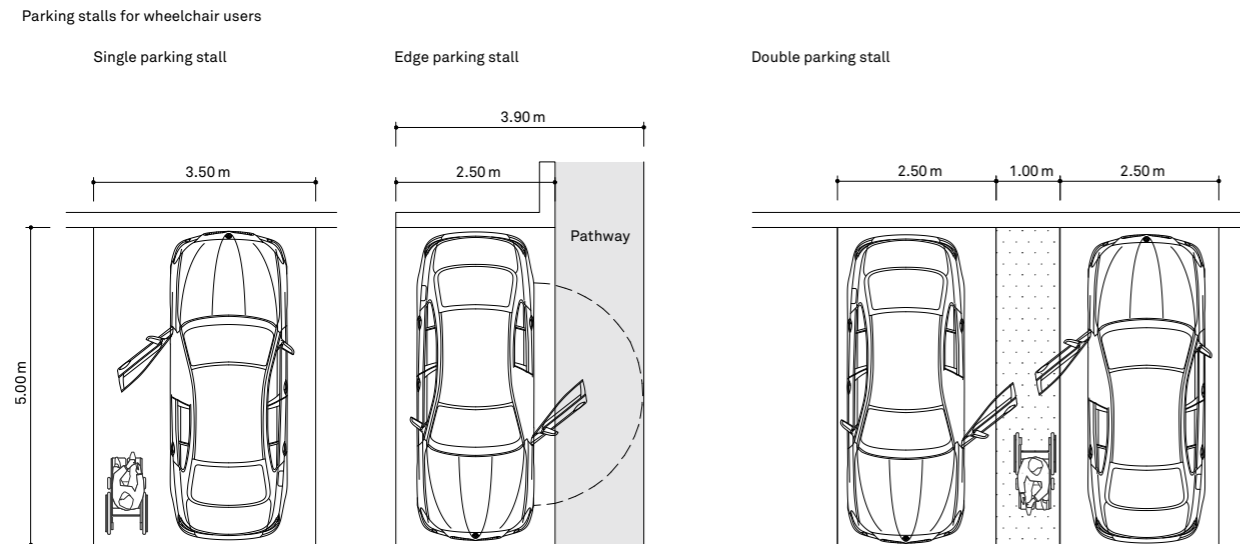 Parking stalls for wheelchair users
Single parking stall
Edge parking stall
Double parking stall
3.90 m
3.50 m
2.50 m
2.50 m
1.00 m
2.50 m
Pathway
5.00 m